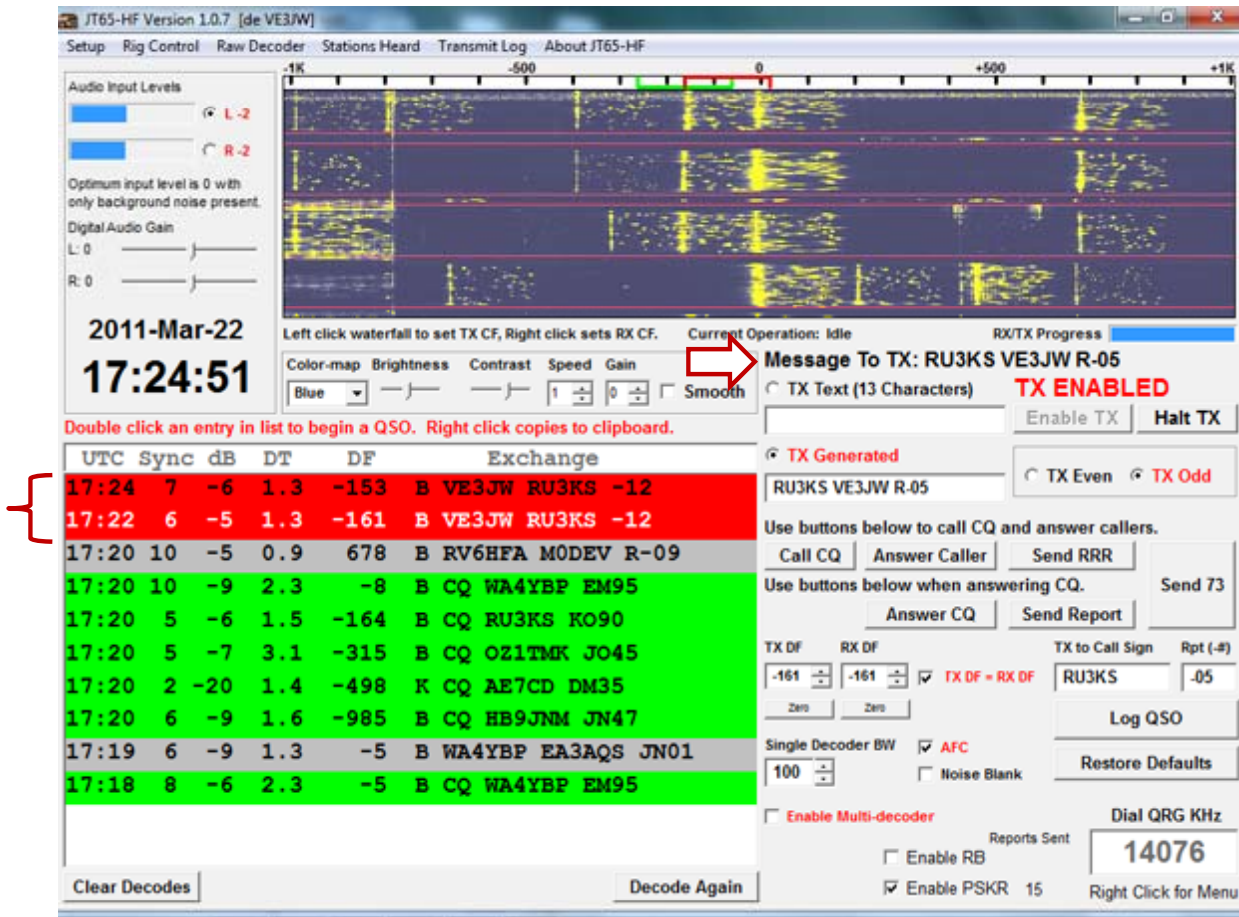 JT65-HF Version 1.0.7 [de VE3JW]
Setup Rig Control Raw Decoder Stations Heard Transmit Log About JT65-HF
-1K -500 0 +500 +1K
Audio Input Levels
L -2
R -2
Optimum input level is 0 with
only background noise present.
Digital Audio Gain
L: 0
R: 0
2011-Mar-22
17:24:51
Left click waterfall to set TX CF, Right click sets RX CF. Current Operation: Idle RX/TX Progress
Color-map Brightness Contrast Speed Gain
Blue 1 0 Smooth
Message To TX: RU3KS VE3JW R-05
TX Text (13 Characters) TX ENABLED
Enable TX Halt TX
Double click an entry in list to begin a QSO. Right click copies to clipboard.
UTC Sync dB DT DF Exchange
17:24 7 -6 1.3 -153 B VE3JW RU3KS -12
17:22 6 -5 1.3 -161 B VE3JW RU3KS -12
17:20 10 -5 0.9 678 B RV6HFA M0DEV R-09
17:20 10 -9 2.3 -8 B CQ WA4YBP EM95
17:20 5 -6 1.5 -164 B CQ RU3KS KO90
17:20 5 -7 3.1 -315 B CQ OZ1TMK JO45
17:20 2 -20 1.4 -498 K CQ AE7CD DM35
17:20 6 -9 1.6 -985 B CQ HB9JNM JN47
17:19 6 -9 1.3 -5 B WA4YBP EA3AQS JN01
17:18 8 -6 2.3 -5 B CQ WA4YBP EM95
Clear Decodes Decode Again
TX Generated
RU3KS VE3JW R-05
TX Even TX Odd
Use buttons below to call CQ and answer callers.
Call CQ Answer Caller Send RRR
Use buttons below when answering CQ. Send 73
Answer CQ Send Report
TX DF RX DF TX to Call Sign Rpt (-#)
-161 -161 TX DF = RX DF RU3KS -05
Zero Zero
Log QSO
Single Decoder BW AFC
100 Noise Blank
Restore Defaults
Enable Multi-decoder Dial QRG KHz
Reports Sent
Enable RB 14076
Enable PSKR 15 Right Click for Menu